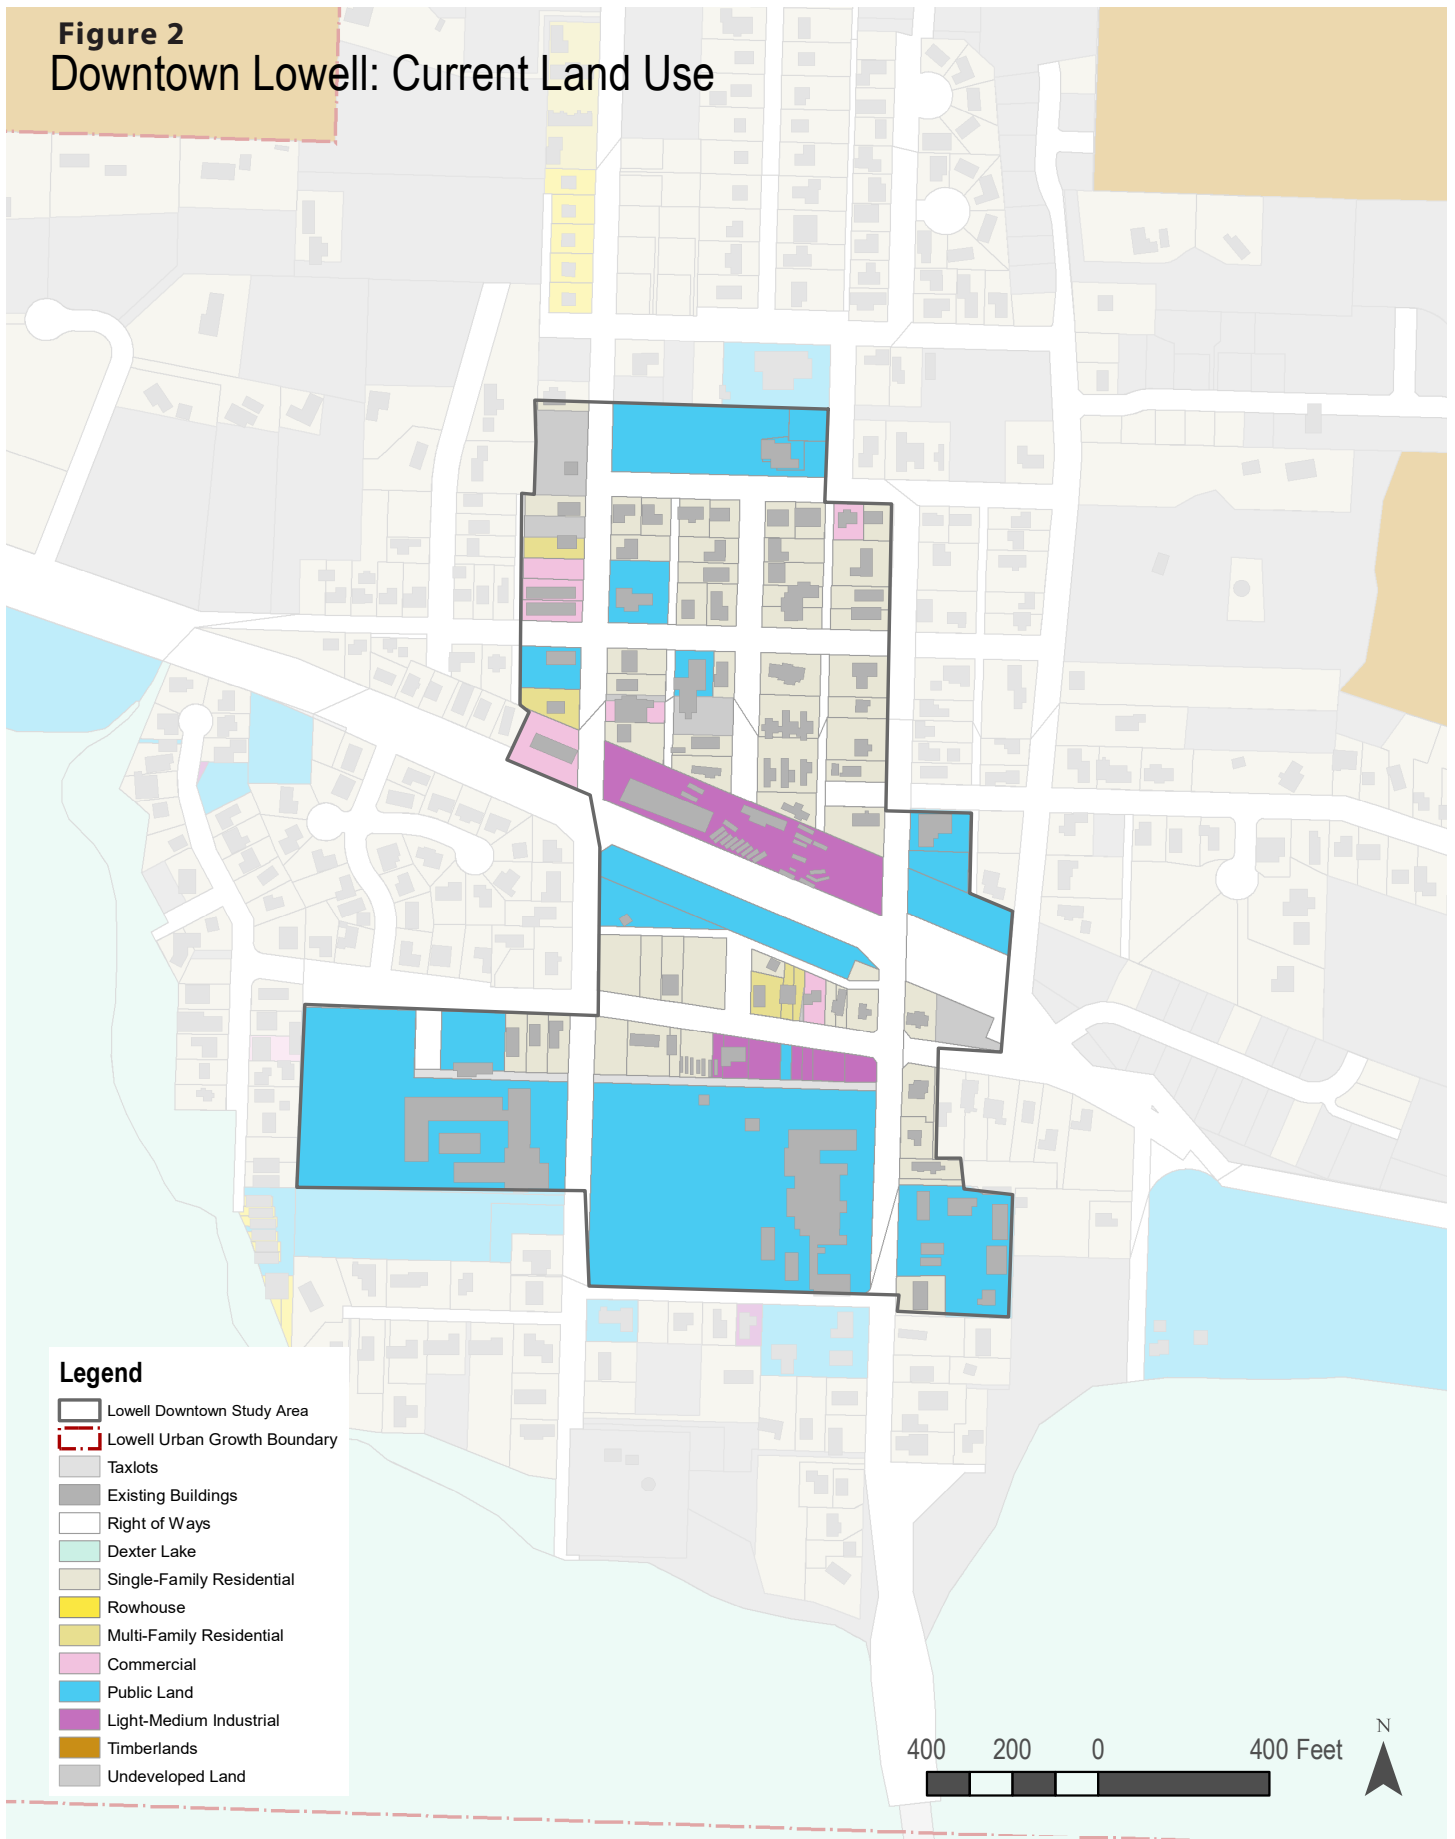 Figure 2
Downtown Lowell: Current Land Use
Legend
Lowell Downtown Study Area
Lowell Urban Growth Boundary
Taxlots
Existing Buildings
Right of Ways
Dexter Lake
Single-Family Residential
Rowhouse
Multi-Family Residential
Commercial
Public Land
Light-Medium Industrial
Timberlands
Undeveloped Land
400 200 0 400 Feet
N